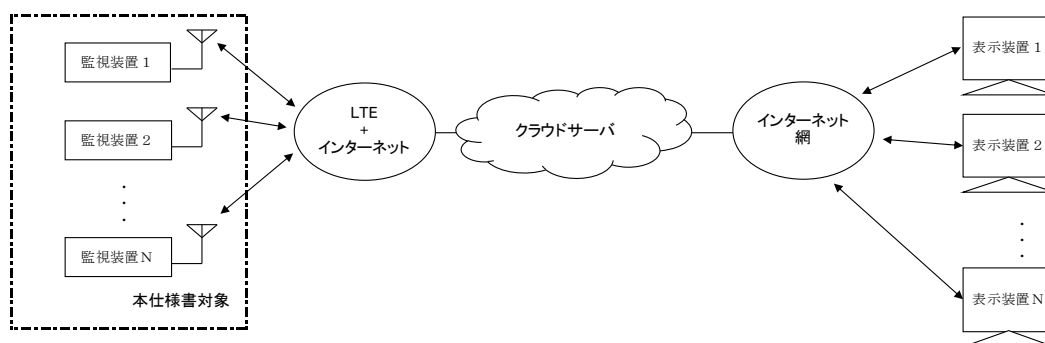 監視装置１
監視装置２
・
・
・
監視装置Ｎ
本仕様書対象
LTE
+
インターネット
クラウドサーバ
インターネット
網
表示装置１
表示装置２
・
・
・
表示装置Ｎ